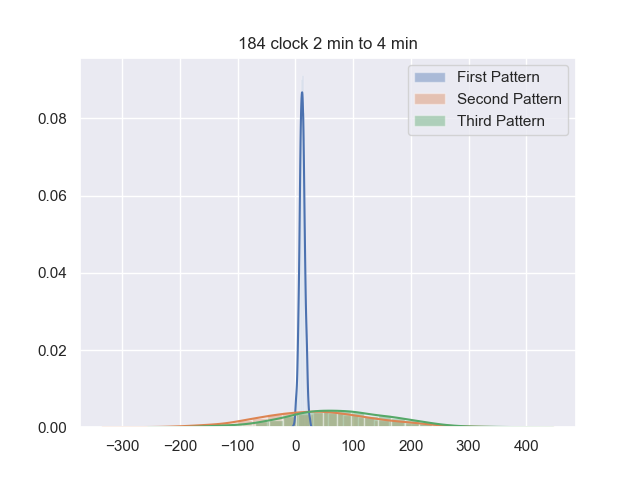 184 clock 2 min to 4 min
First Pattern
Second Pattern
Third Pattern
0.08
0.06
0.04
0.02
0.00
−300 −200 −100 0 100 200 300 400